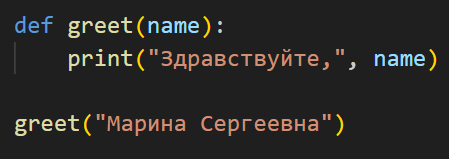 def greet(name):
    print("Здравствуйте,", name)
greet("Марина Сергеевна")